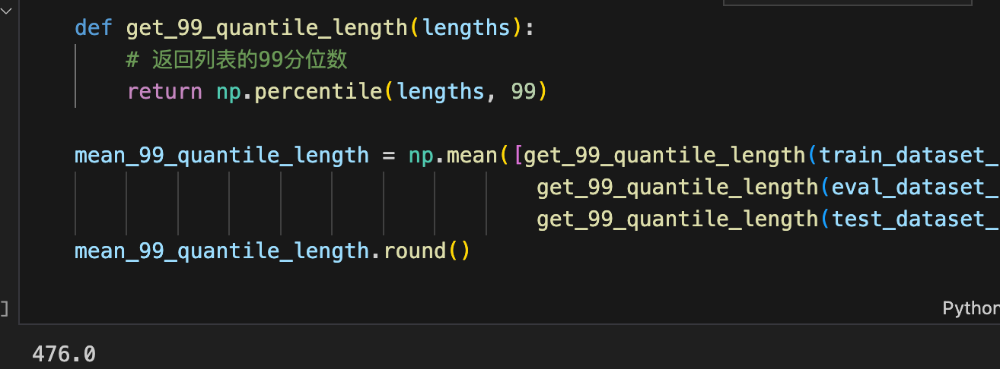 def get_99_quantile_length(lengths):
# 返回列表的99分位数
return np.percentile(lengths, 99)
mean_99_quantile_length = np.mean([get_99_quantile_length(train_dataset_
get_99_quantile_length(eval_dataset_
get_99_quantile_length(test_dataset_
mean_99_quantile_length.round()
]
Python
476.0